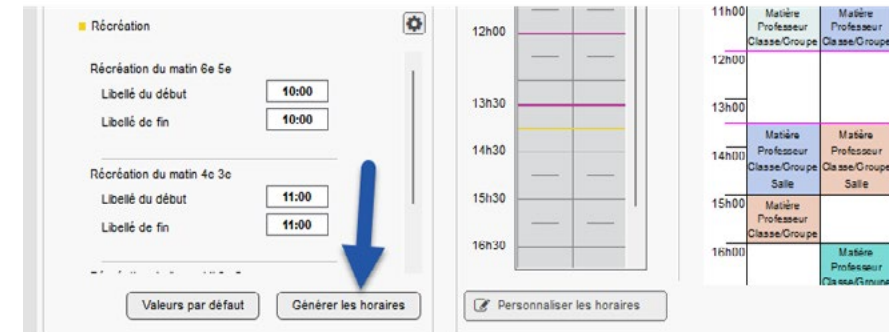 Récréation
Récréation du matin 6e 5e
Libellé du début 10:00
Libellé de fin 10:00
Récréation du matin 4e 3e
Libellé du début 11:00
Libellé de fin 11:00
Valeurs par défaut
Générer les horaires
12h00
13h30
14h30
15h30
16h30
Personnaliser les horaires
11h00
Matière Matière
Professeur Professeur
Classe/Groupe Classe/Groupe
12h00
13h00
Matière Matière
14h00
Professeur Professeur
Classe/Groupe Classe/Groupe
Salle Salle
15h00
Matière
Professeur
Classe/Groupe
16h00
Matière
Professeur
Classe/Groupe